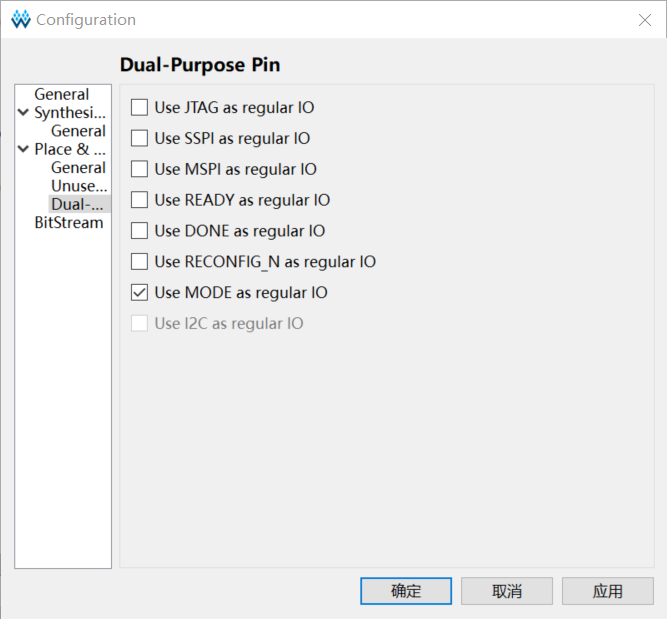 Configuration
Dual-Purpose Pin
General
Synthesi...
General
Place & ...
General
Unuse...
Dual-...
BitStream
Use JTAG as regular IO
Use SSPI as regular IO
Use MSPI as regular IO
Use READY as regular IO
Use DONE as regular IO
Use RECONFIG_N as regular IO
Use MODE as regular IO
Use I2C as regular IO
确定 取消 应用